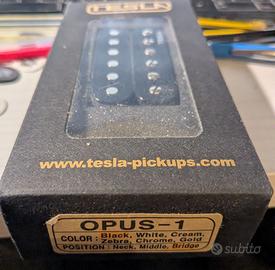 TESLA
www.tesla-pickups.com
OPUS-1
COLOR : Black, White, Cream,
Zebra, Chrome, Gold
POSITION : Neck, Middle, Bridge
subito